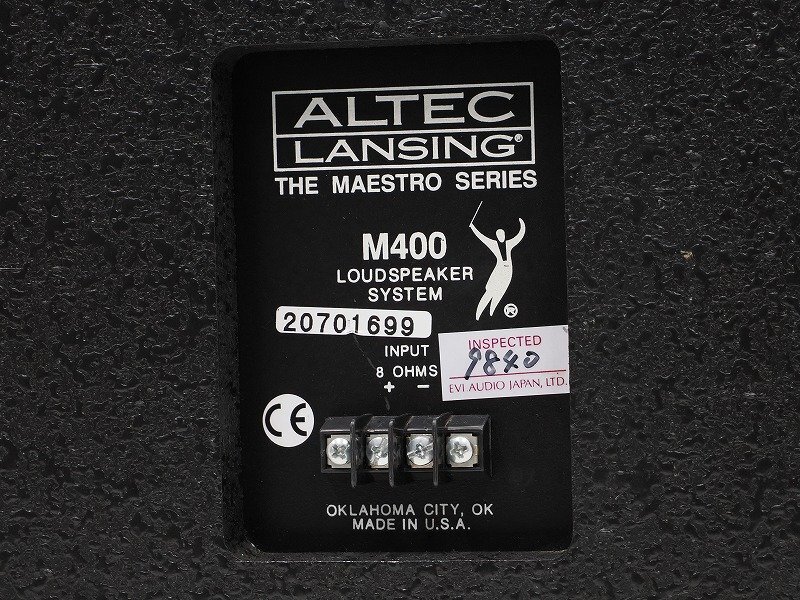 ALTEC
LANSING®
THE MAESTRO SERIES
M400
LOUDSPEAKER
SYSTEM
®
20701699
INPUT
8 OHMS
+ −
INSPECTED
9840
EVI AUDIO JAPAN, LTD.
CE
OKLAHOMA CITY, OK
MADE IN U.S.A.